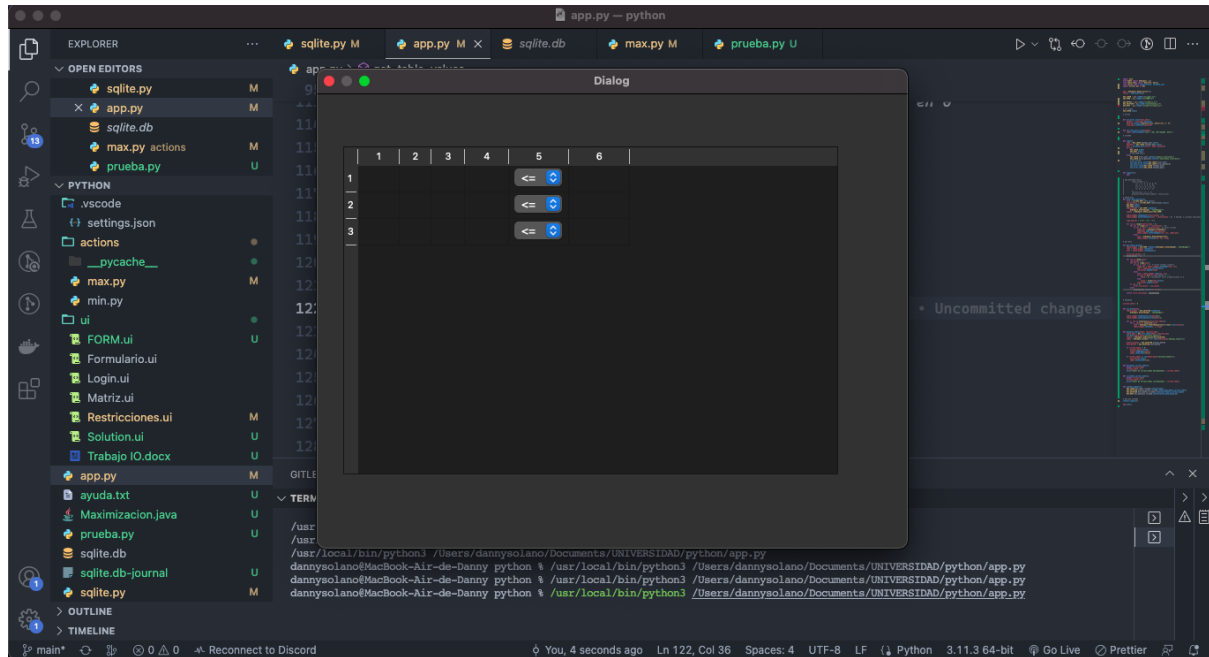 app.py — python
EXPLORER
sqlite.py M
app.py M
sqlite.db
max.py M
prueba.py U
OPEN EDITORS
sqlite.py M
app.py M
sqlite.db
max.py actions M
prueba.py U
PYTHON
.vscode
settings.json
actions
__pycache__
max.py M
min.py
ui
FORM.ui U
Formulario.ui
Login.ui
Matriz.ui
Restricciones.ui M
Solution.ui U
Trabajo IO.docx U
app.py M
ayuda.txt U
Maximizacion.java U
prueba.py U
sqlite.db
sqlite.db-journal U
sqlite.py M
OUTLINE
TIMELINE
13
1
1
Dialog
1 2 3 4 5 6
1 <=
2 <=
3 <=
• Uncommitted changes
GITLE
TERM
/usr
/usr
/usr/local/bin/python3 /Users/dannysolano/Documents/UNIVERSIDAD/python/app.py
dannysolano@MacBook-Air-de-Danny python % /usr/local/bin/python3 /Users/dannysolano/Documents/UNIVERSIDAD/python/app.py
dannysolano@MacBook-Air-de-Danny python % /usr/local/bin/python3 /Users/dannysolano/Documents/UNIVERSIDAD/python/app.py
dannysolano@MacBook-Air-de-Danny python % /usr/local/bin/python3 /Users/dannysolano/Documents/UNIVERSIDAD/python/app.py
main* 0 0 Reconnect to Discord You, 4 seconds ago Ln 122, Col 36 Spaces: 4 UTF-8 LF Python 3.11.3 64-bit Go Live Prettier